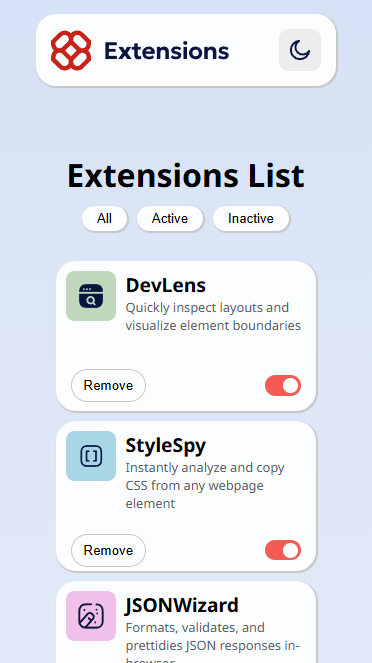 Extensions
Extensions List
All
Active
Inactive
DevLens
Quickly inspect layouts and
visualize element boundaries
Remove
StyleSpy
Instantly analyze and copy
CSS from any webpage
element
Remove
JSONWizard
Formats, validates, and
prettidies JSON responses in-
browser